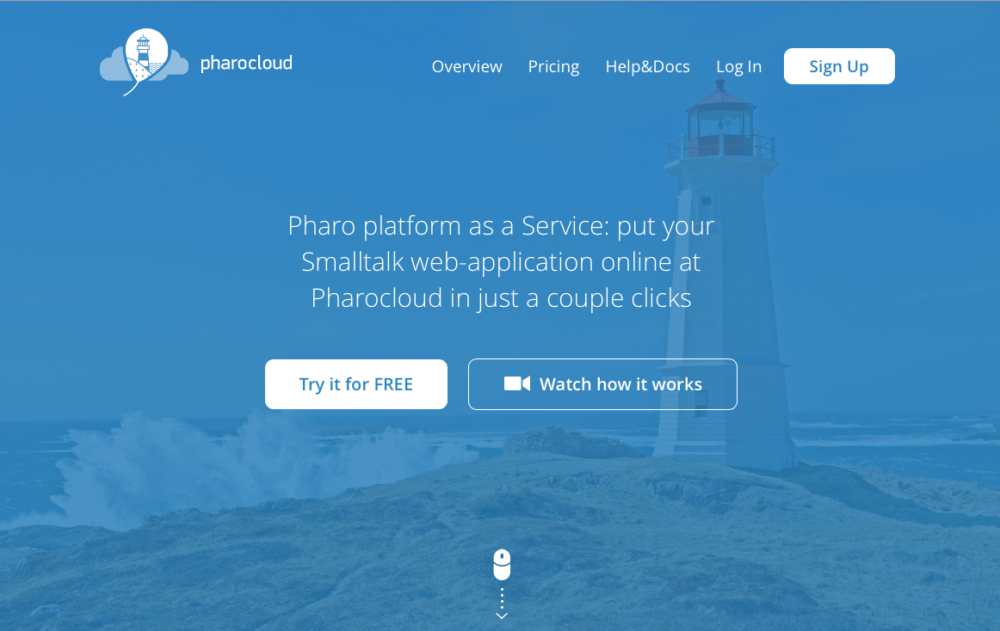 pharocloud
Overview Pricing Help&Docs Log In Sign Up
Pharo platform as a Service: put your
Smalltalk web-application online at
Pharocloud in just a couple clicks
Try it for FREE Watch how it works